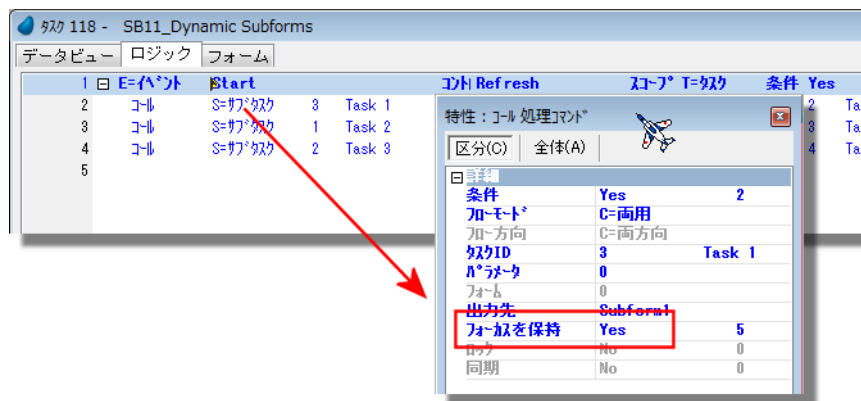 タスク 118 - SB11_Dynamic Subforms
データビュー ロジック フォーム
1 E=イベント Start コントロ Refresh スコープ T=タスク 条件 Yes
2 コール S=サブタスク 3 Task 1 2 Ta
3 コール S=サブタスク 1 Task 2 3 Ta
4 コール S=サブタスク 2 Task 3 4 Ta
5
特性 : コール 処理コマンド
区分(C) 全体(A)
詳細
条件 Yes 2
フローモード C=両用
フロー方向 C=両方向
タスクID 3 Task 1
パラメータ 0
フォーム 0
出力先 Subform1
フォーカスを保持 Yes 5
ロック No 0
同期 No 0